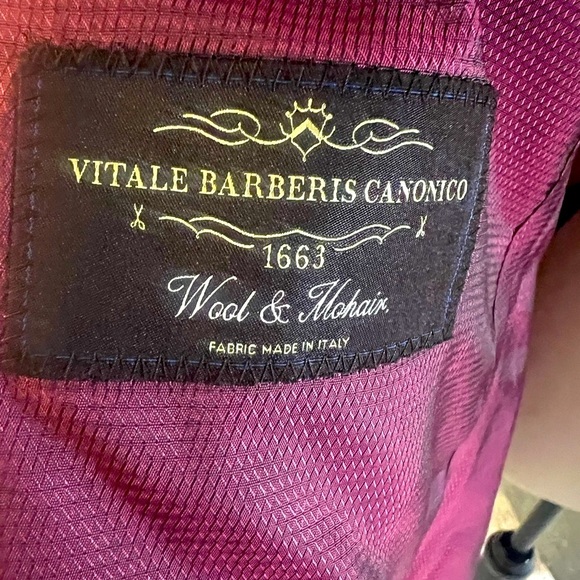 VITALE BARBERIS CANONICO
1663
Wool & Mohair
FABRIC MADE IN ITALY